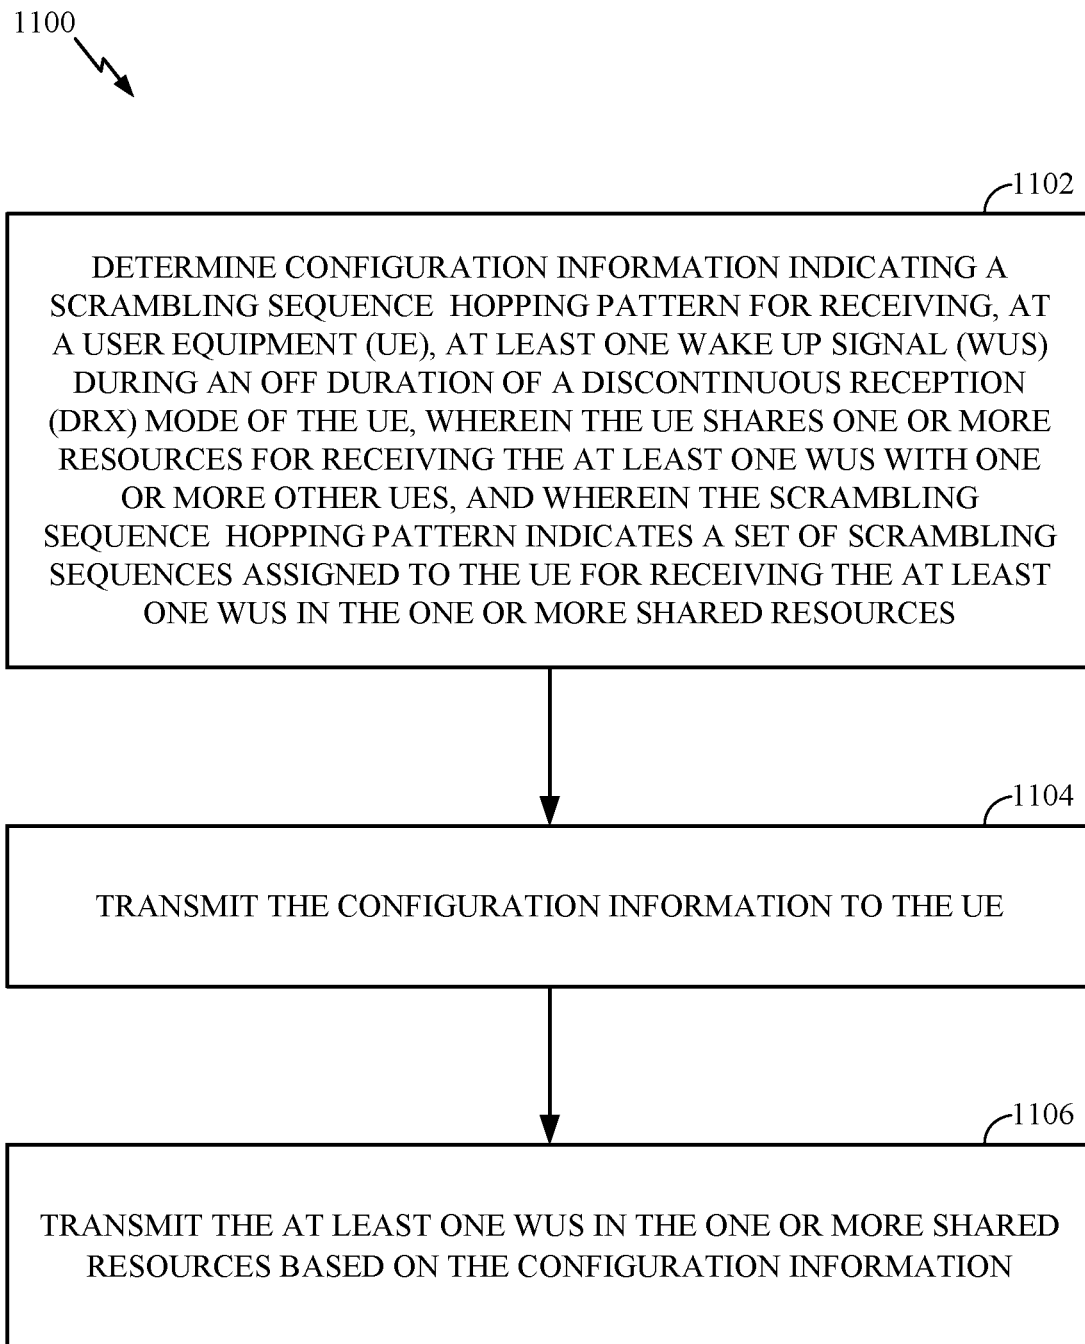 1100
1102
DETERMINE CONFIGURATION INFORMATION INDICATING A
SCRAMBLING SEQUENCE HOPPING PATTERN FOR RECEIVING, AT
A USER EQUIPMENT (UE), AT LEAST ONE WAKE UP SIGNAL (WUS)
DURING AN OFF DURATION OF A DISCONTINUOUS RECEPTION
(DRX) MODE OF THE UE, WHEREIN THE UE SHARES ONE OR MORE
RESOURCES FOR RECEIVING THE AT LEAST ONE WUS WITH ONE
OR MORE OTHER UES, AND WHEREIN THE SCRAMBLING
SEQUENCE HOPPING PATTERN INDICATES A SET OF SCRAMBLING
SEQUENCES ASSIGNED TO THE UE FOR RECEIVING THE AT LEAST
ONE WUS IN THE ONE OR MORE SHARED RESOURCES
1104
TRANSMIT THE CONFIGURATION INFORMATION TO THE UE
1106
TRANSMIT THE AT LEAST ONE WUS IN THE ONE OR MORE SHARED
RESOURCES BASED ON THE CONFIGURATION INFORMATION